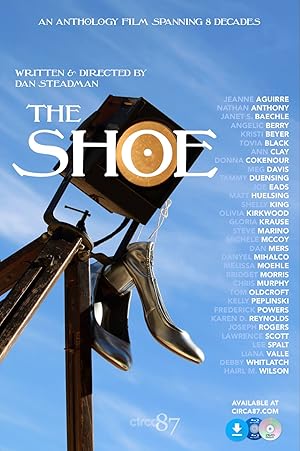 AN ANTHOLOGY FILM SPANNING 8 DECADES
WRITTEN & DIRECTED BY
DAN STEADMAN
THE
SHOE
JEANNE AGUIRRE
NATHAN ANTHONY
JANET S. BAECHLE
ANGELIC BERRY
KRISTI BEYER
TOVIA BLACK
ANN CLAY
DONNA COKENOUR
MEG DAVIS
TAMMY DUENSING
JOE EADS
MATT HUELSING
SHELLY KING
OLIVIA KIRKWOOD
GLORIA KRAUSE
STEVE MARINO
MICHELE MCCOY
DAN MERS
DANYEL MIHALCO
MELISSA MOEHLE
BRIDGET MORRIS
CHRIS MURPHY
TOM OLDCROFT
KELLY PEPLINSKI
FREDERICK POWERS
KAREN D. REYNOLDS
JOSEPH ROGERS
LAWRENCE SCOTT
LEE SPALT
LIANA VALLE
DEBBY WHITLATCH
HAIRL M. WILSON
AVAILABLE AT
CIRCA87.COM
circa87